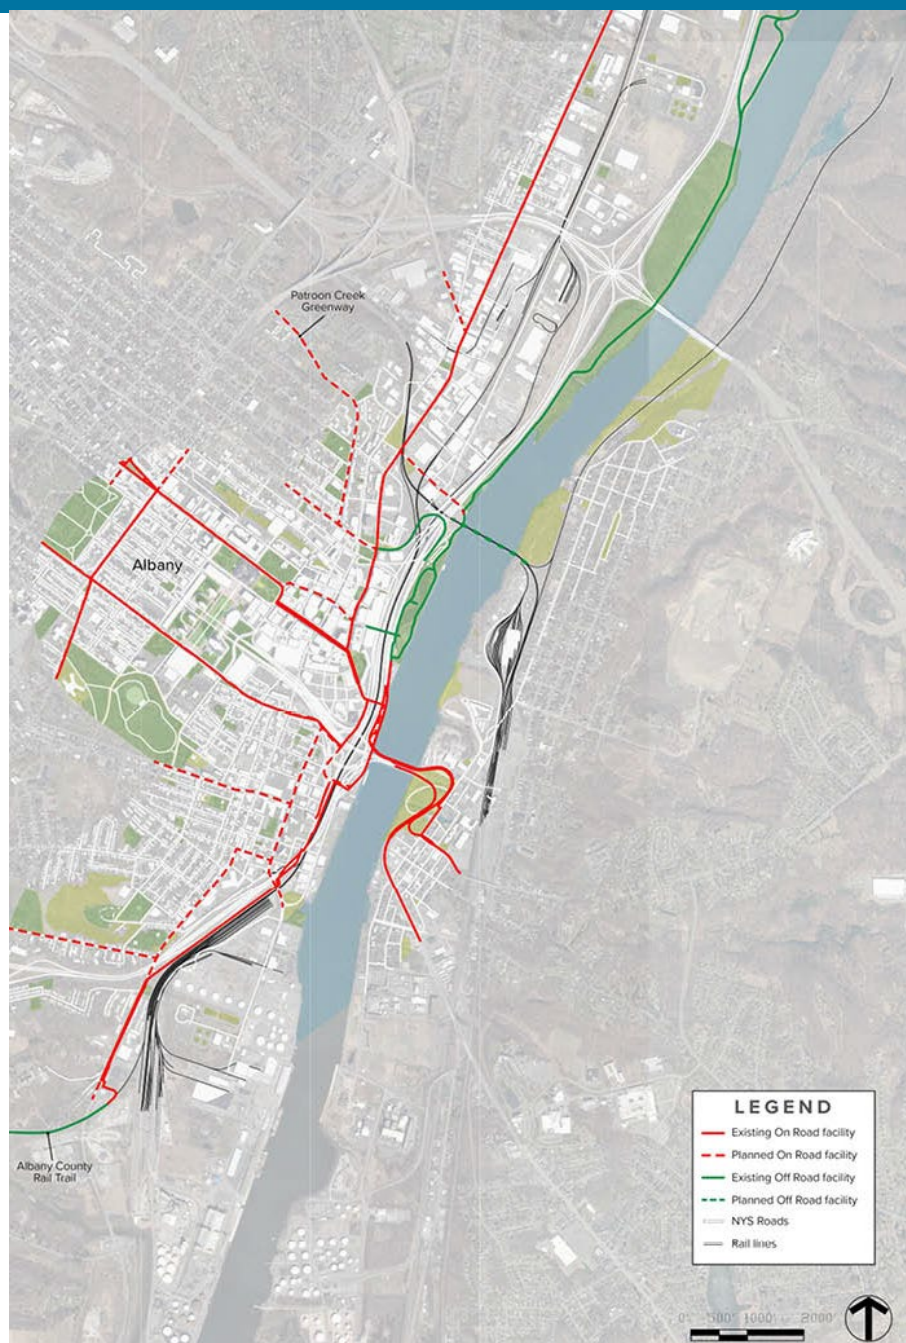 Patroon Creek
Greenway
Albany
Albany County
Rail Trail
LEGEND
Existing On Road facility
Planned On Road facility
Existing Off Road facility
Planned Off Road facility
NYS Roads
Rail lines
0' 500' 1000' 2000'